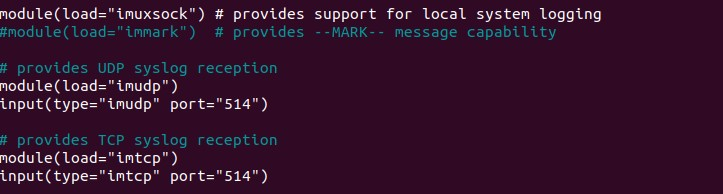 module(load="imuxsock") # provides support for local system logging
#module(load="immark")  # provides --MARK-- message capability
# provides UDP syslog reception
module(load="imudp")
input(type="imudp" port="514")
# provides TCP syslog reception
module(load="imtcp")
input(type="imtcp" port="514")